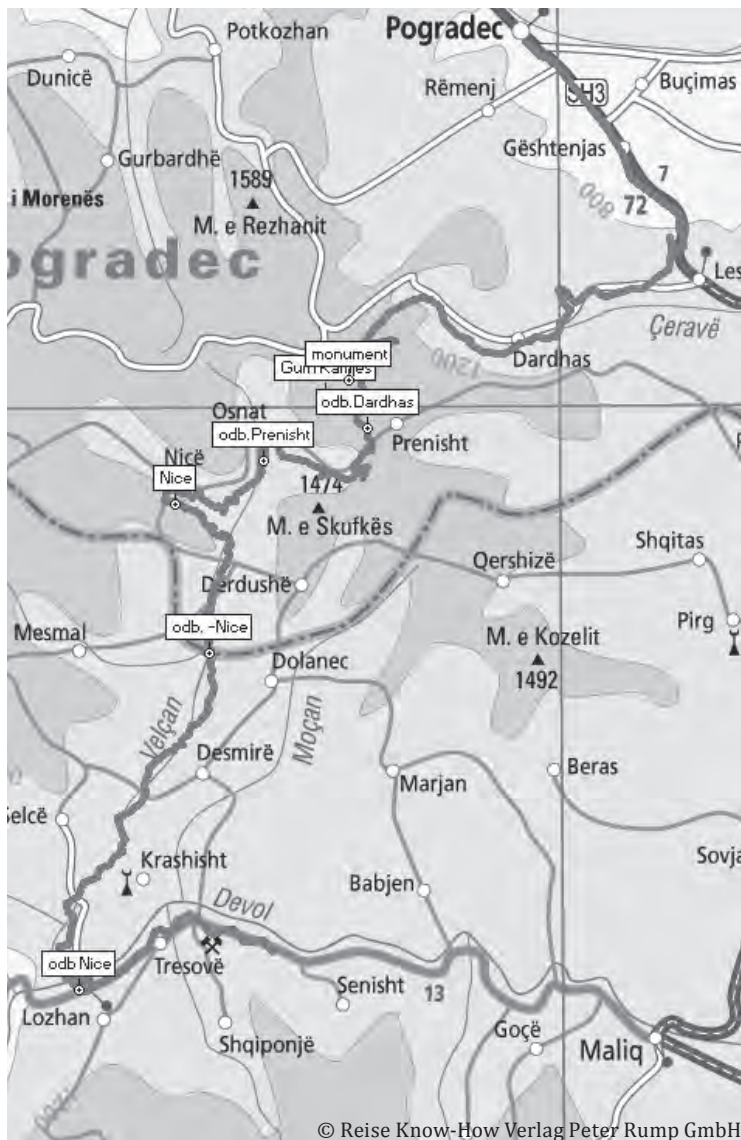 Potkozhan
Pogradec
Dunicë
Rëmenj
SH3
Buçimas
Gurbardhë
Gështenjas
1589
7
i Morenës
800
72
M. e Rezhanit
ogradec
Les
Çeravë
monument
Dardhas
1200
odb.Dardhas
Osnat
odb.Prenisht
Prenisht
Nicë
Nice
1474
M. e Skufkës
Shqitas
Qershizë
Derdushë
Pirg
odb. -Nice
M. e Kozelit
Mesmal
1492
Dolanec
Velçan
Moçan
Desmirë
Marjan
Beras
elcë
Sovja
Krashisht
Babjen
Devol
odb Nice
Tresovë
Senisht
13
Lozhan
Shqiponjë
Goçë
Maliq
© Reise Know-How Verlag Peter Rump GmbH